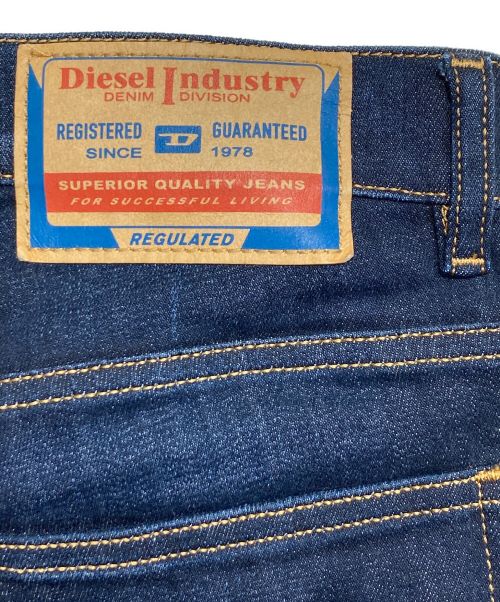 Diesel Industry
DENIM DIVISION
REGISTERED D GUARANTEED
SINCE 1978
SUPERIOR QUALITY JEANS
FOR SUCCESSFUL LIVING
REGULATED